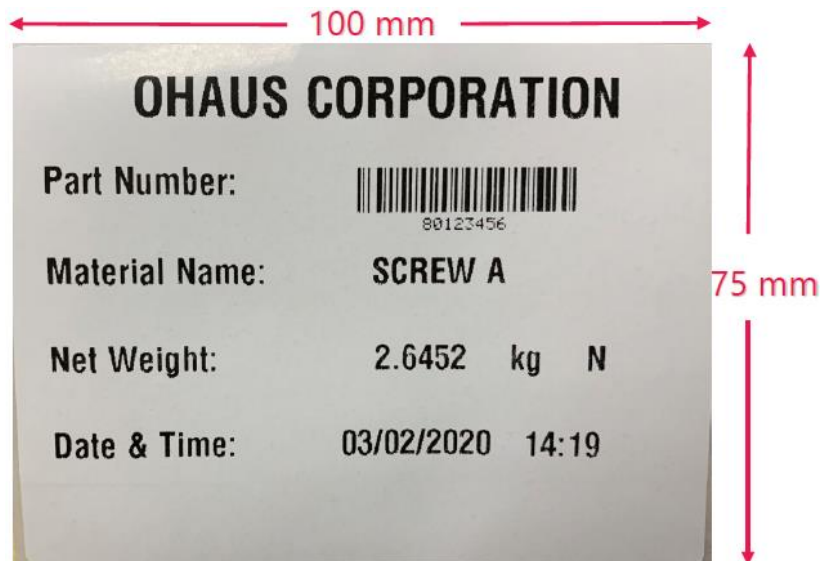 100 mm
OHAUS CORPORATION
Part Number:
80123456
Material Name: SCREW A
75 mm
Net Weight: 2.6452 kg N
Date & Time: 03/02/2020 14:19